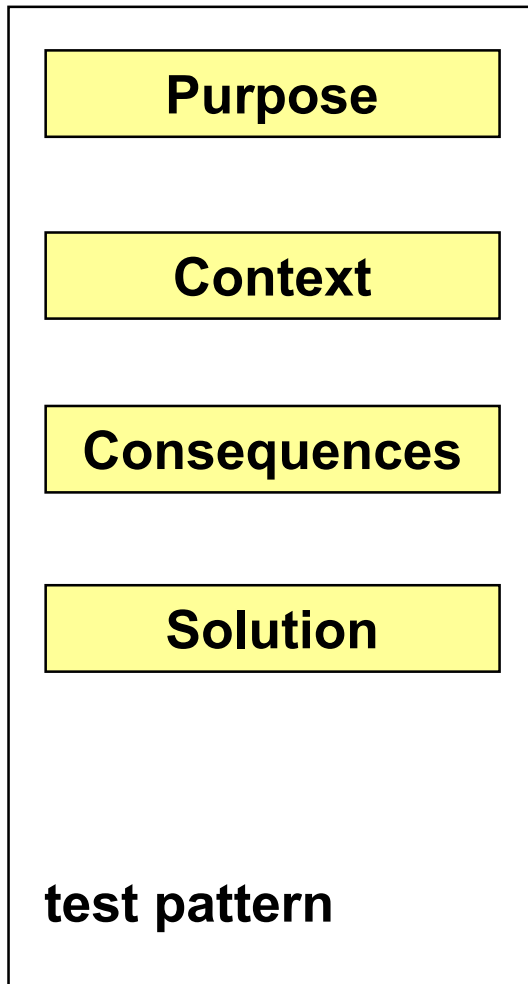 Purpose
Context
Consequences
Solution
test pattern